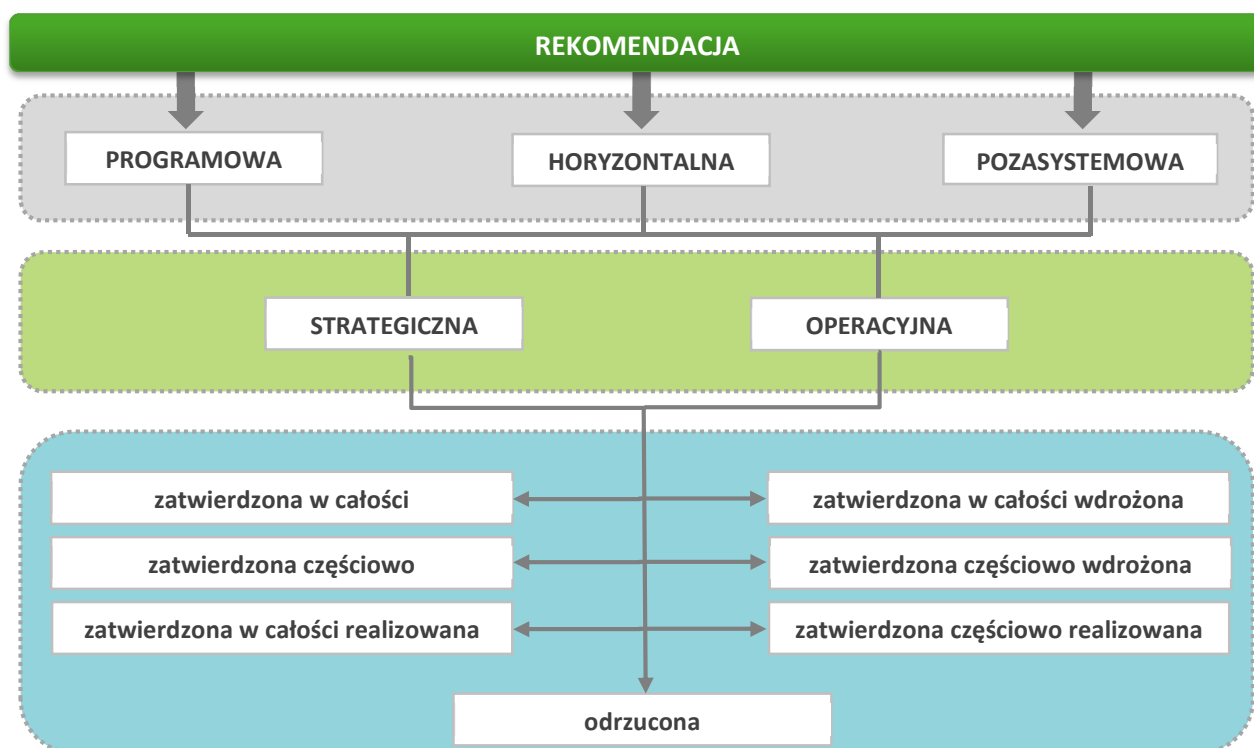 REKOMENDACJA
PROGRAMOWA
HORYZONTALNA
POZASYSTEMOWA
STRATEGICZNA
OPERACYJNA
zatwierdzona w całości
zatwierdzona w całości wdrożona
zatwierdzona częściowo
zatwierdzona częściowo wdrożona
zatwierdzona w całości realizowana
zatwierdzona częściowo realizowana
odrzucona